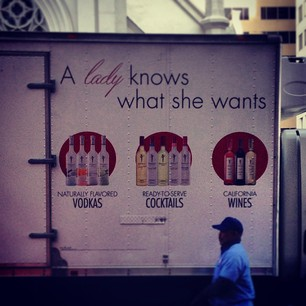 A lady knows
what she wants
NATURALLY FLAVORED
VODKAS
READY-TO-SERVE
COCKTAILS
CALIFORNIA
WINES